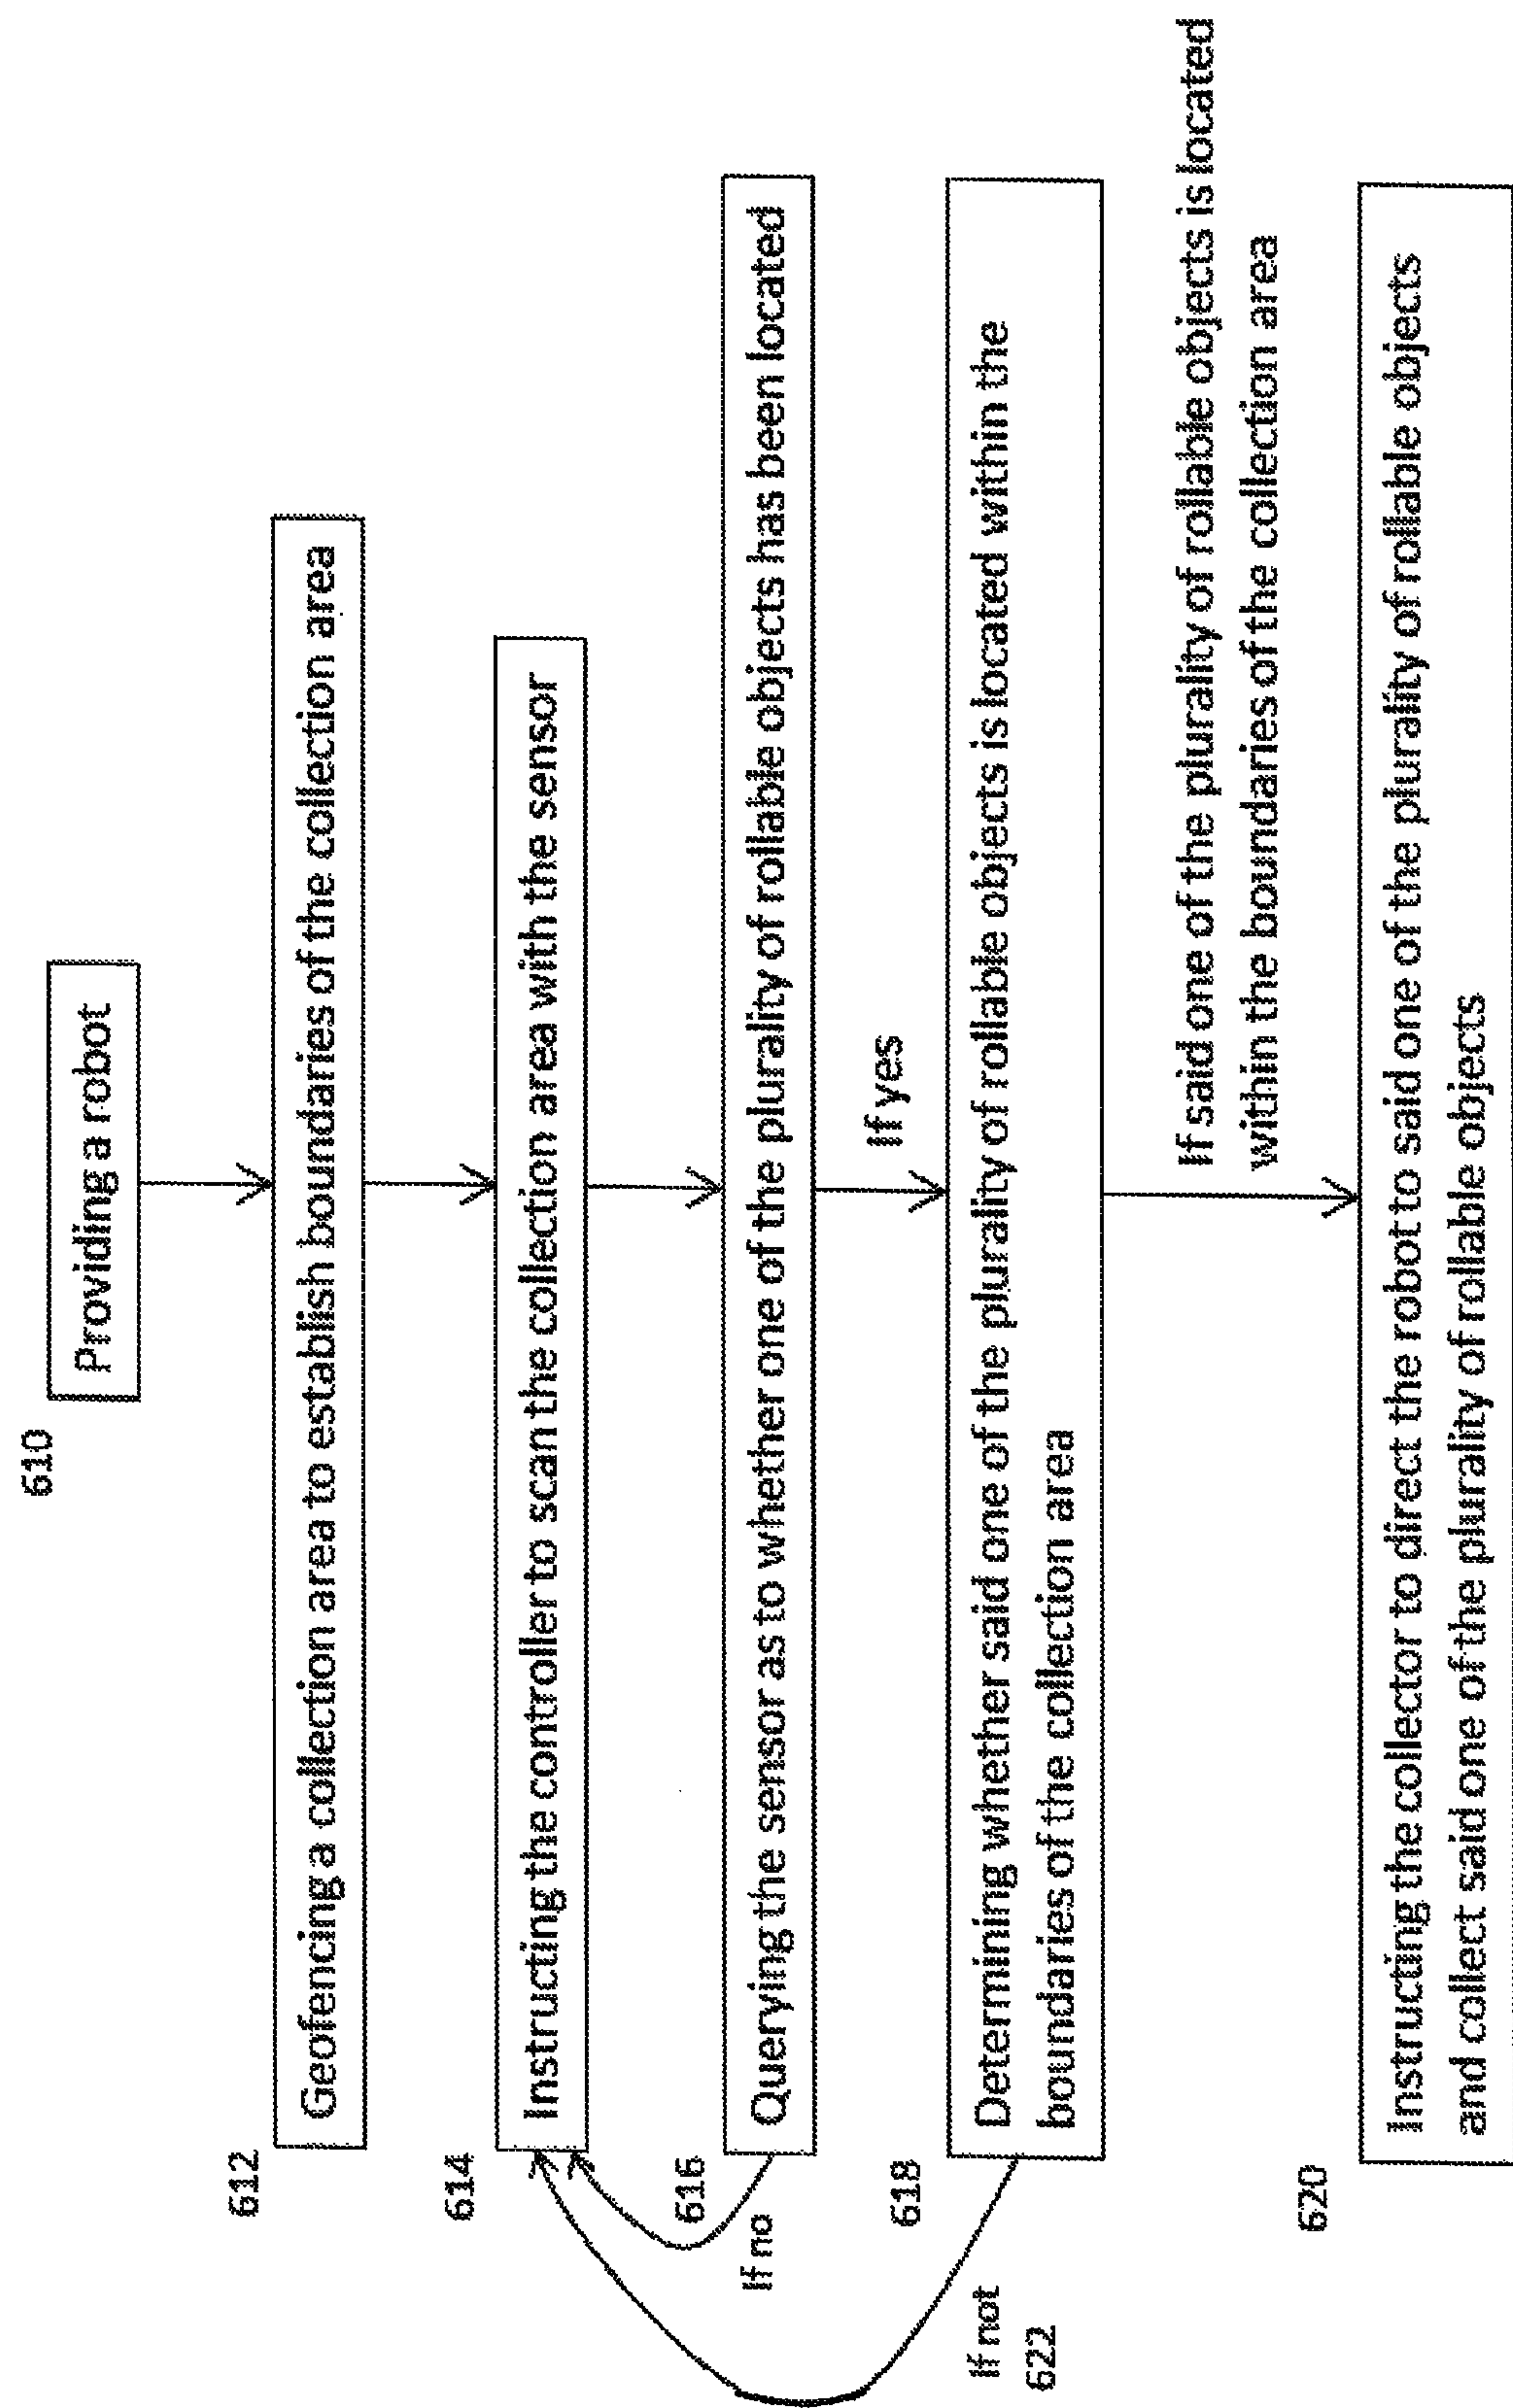 610
Providing a robot
612
Geofencing a collection area to establish boundaries of the collection area
614
Instructing the controller to scan the collection area with the sensor
616
Querying the sensor as to whether one of the plurality of rollable objects has been located
If no
If yes
618
Determining whether said one of the plurality of rollable objects is located within the
boundaries of the collection area
If not
622
If said one of the plurality of rollable objects is located
within the boundaries of the collection area
620
Instructing the collector to direct the robot to said one of the plurality of rollable objects
and collect said one of the plurality of rollable objects